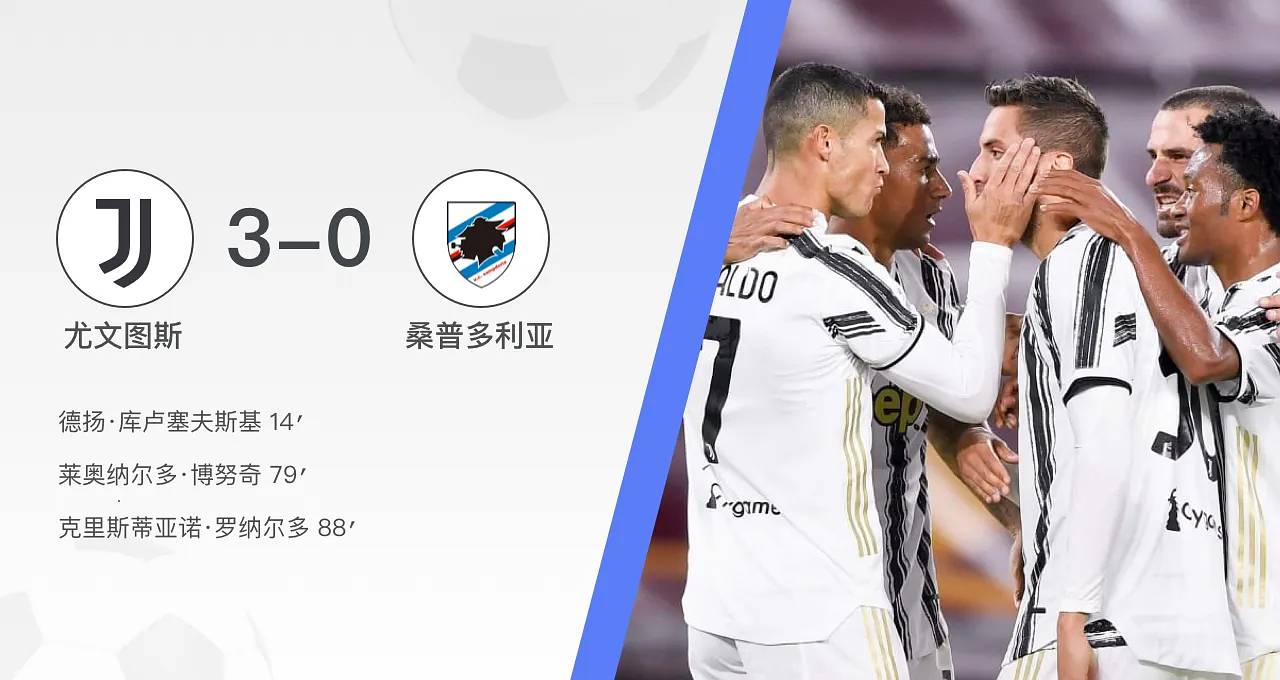 3–0
尤文图斯
桑普多利亚
德扬·库卢塞夫斯基 14′
莱奥纳尔多·博努奇 79′
克里斯蒂亚诺·罗纳尔多 88′
ALDO
7